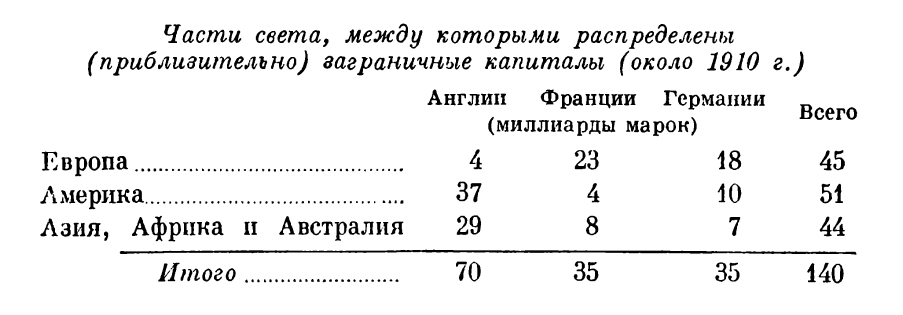 Части света, между которыми распределены
(приблизительно) заграничные капиталы (около 1910 г.)
Англии Франции Германии Всего
(миллиарды марок)
Европа 4 23 18 45
Америка 37 4 10 51
Азия, Африка и Австралия 29 8 7 44
Итого 70 35 35 140